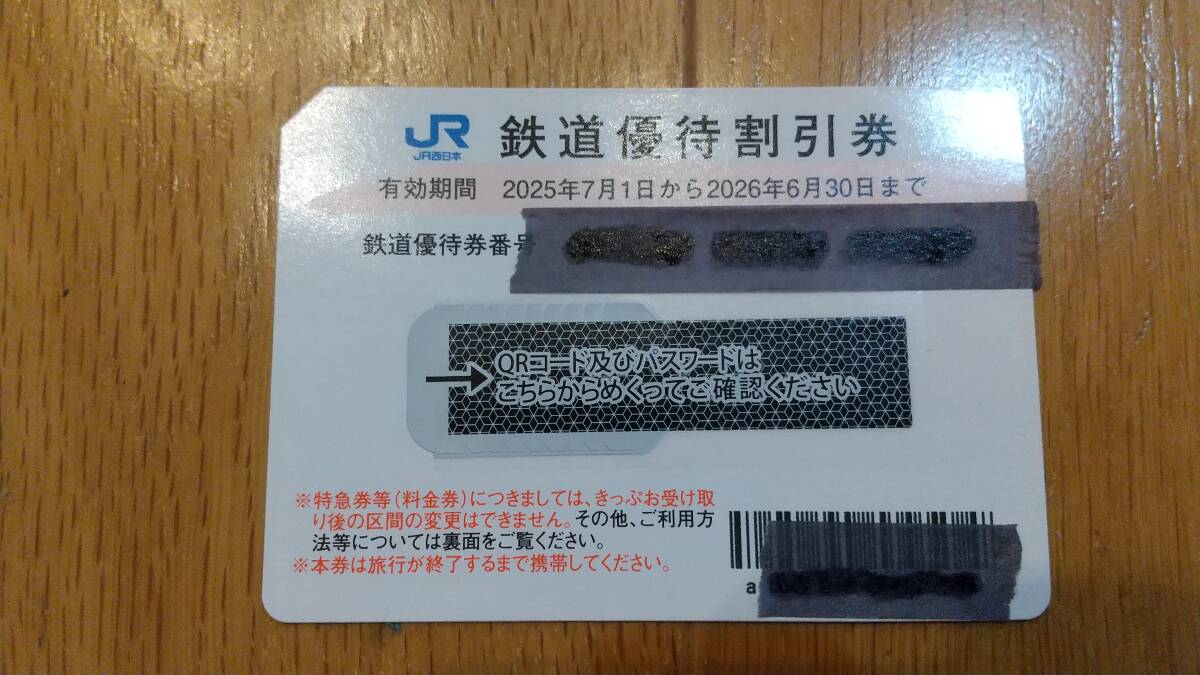 JR 鉄道優待割引券
JR西日本
有効期間 2025年7月1日から2026年6月30日まで
鉄道優待券番号
QRコード及びパスワードは
こちらからめくってご確認ください
※特急券等(料金券)につきましては、きっぷお受け取
り後の区間の変更はできません。その他、ご利用方
法等については裏面をご覧ください。
※本券は旅行が終了するまで携帯してください。
a